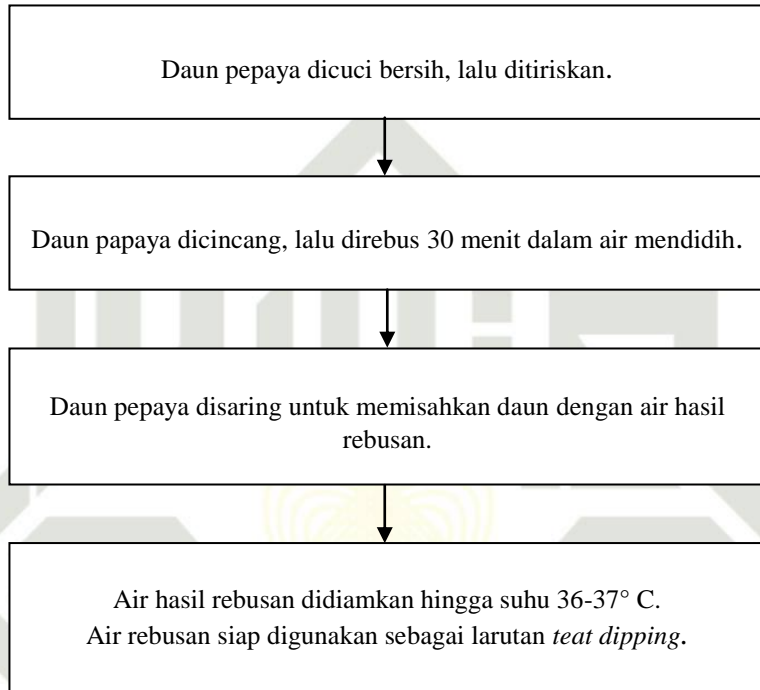 Daun pepaya dicuci bersih, lalu ditiriskan.
Daun papaya dicincang, lalu direbus 30 menit dalam air mendidih.
Daun pepaya disaring untuk memisahkan daun dengan air hasil
rebusan.
Air hasil rebusan didiamkan hingga suhu 36-37° C.
Air rebusan siap digunakan sebagai larutan teat dipping.